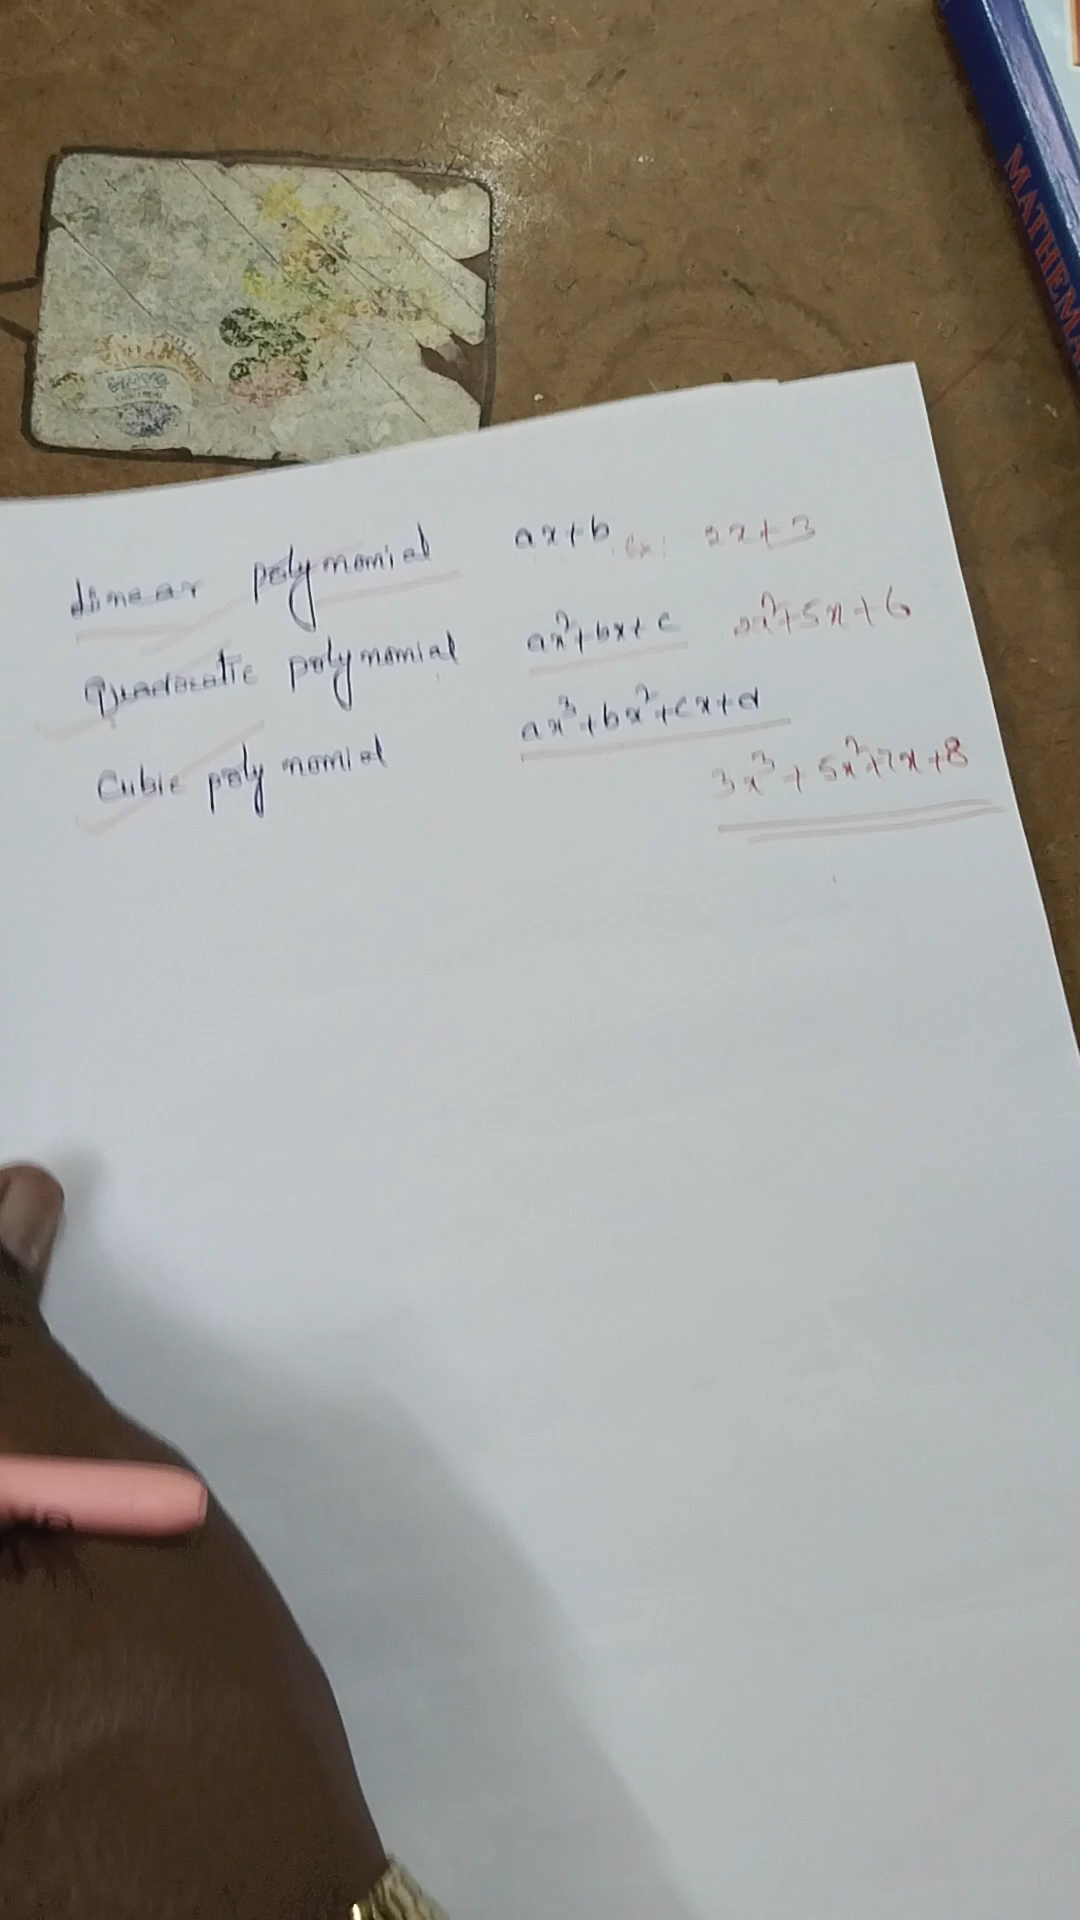 MATHEMA
Linear polynomial ax+b Ex: 2x+3
Quadratic polynomial ax²+bx+c 2x²+5x+6
Cubic polynomial ax³+bx²+cx+d
3x³+5x²+7x+8